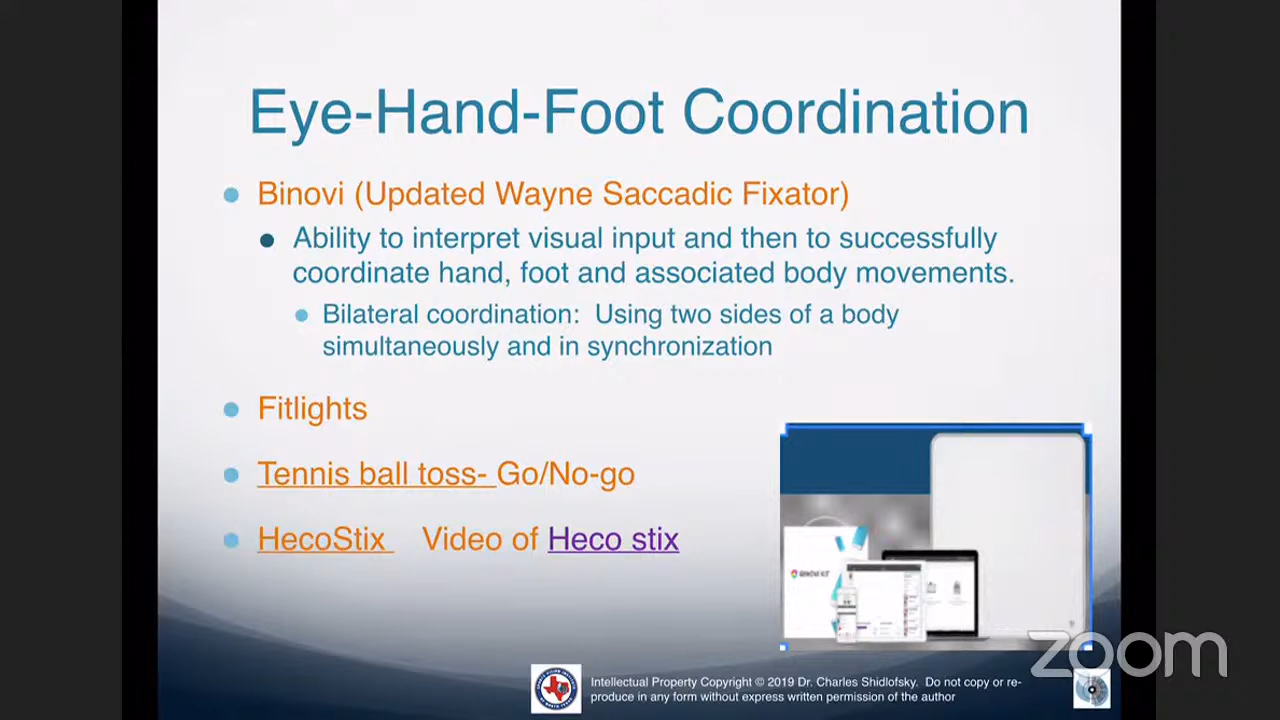 Eye-Hand-Foot Coordination
Binovi (Updated Wayne Saccadic Fixator)
Ability to interpret visual input and then to successfully
coordinate hand, foot and associated body movements.
Bilateral coordination: Using two sides of a body
simultaneously and in synchronization
Fitlights
Tennis ball toss- Go/No-go
HecoStix Video of Heco stix
BINOVI KIT
zoom
Intellectual Property Copyright © 2019 Dr. Charles Shidlofsky. Do not copy or re-
produce in any form without express written permission of the author